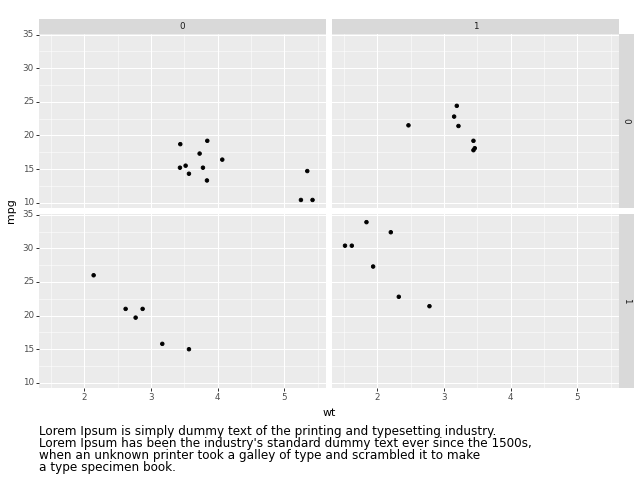 0 1
35
30
25
20
15
10
0
mpg
35
30
25
20
15
10
1
2 3 4 5 2 3 4 5
wt
Lorem Ipsum is simply dummy text of the printing and typesetting industry.
Lorem Ipsum has been the industry's standard dummy text ever since the 1500s,
when an unknown printer took a galley of type and scrambled it to make
a type specimen book.